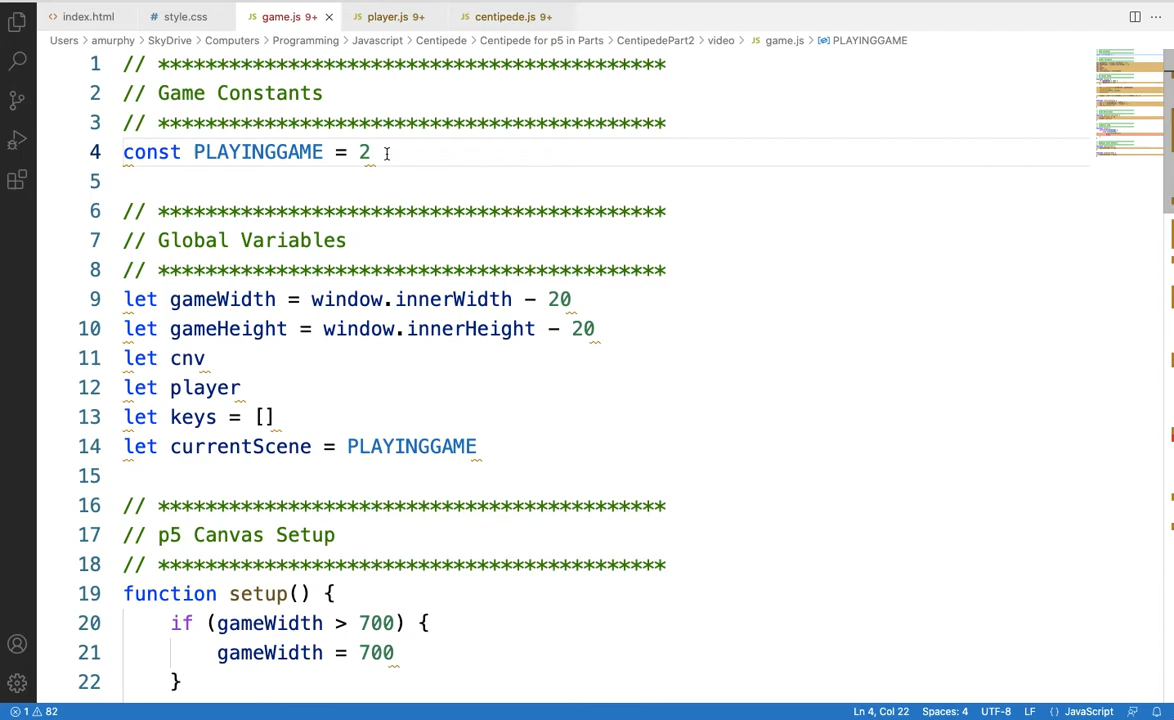 index.html
# style.css
JS game.js 9+
JS player.js 9+
JS centipede.js 9+
Users > amurphy > SkyDrive > Computers > Programming > Javascript > Centipede > Centipede for p5 in Parts > CentipedePart2 > video > JS game.js > PLAYINGGAME
1 // *******************************************
2 // Game Constants
3 // *******************************************
4 const PLAYINGGAME = 2
5
6 // *******************************************
7 // Global Variables
8 // *******************************************
9 let gameWidth = window.innerWidth - 20
10 let gameHeight = window.innerHeight - 20
11 let cnv
12 let player
13 let keys = []
14 let currentScene = PLAYINGGAME
15
16 // *******************************************
17 // p5 Canvas Setup
18 // *******************************************
19 function setup() {
20 if (gameWidth > 700) {
21 gameWidth = 700
22 }
1 82
Ln 4, Col 22
Spaces: 4
UTF-8
LF
{ } JavaScript